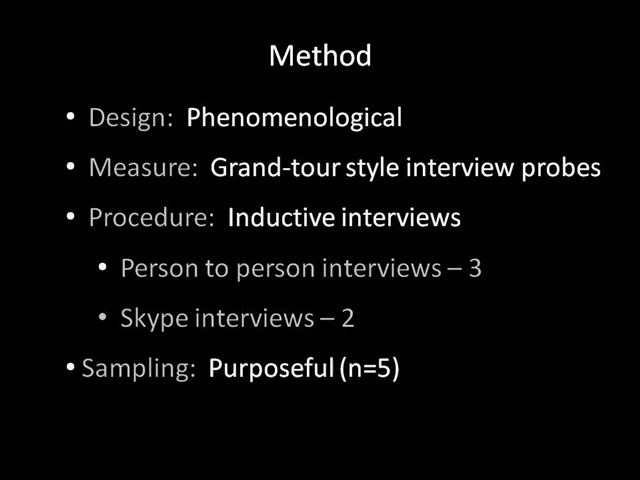 Method
• Design: Phenomenological
• Measure: Grand-tour style interview probes
• Procedure: Inductive interviews
• Person to person interviews – 3
• Skype interviews – 2
• Sampling: Purposeful (n=5)